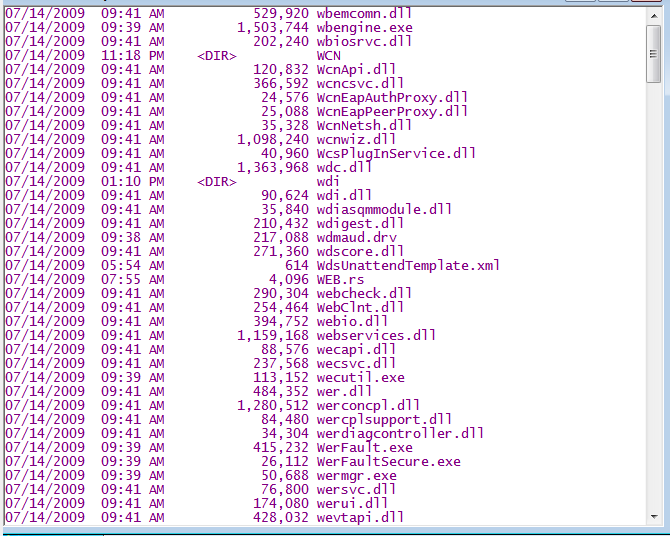 07/14/2009  09:41 AM           529,920 wbemcomn.dll
07/14/2009  09:39 AM         1,503,744 wbengine.exe
07/14/2009  09:41 AM           202,240 wbiosrvc.dll
07/14/2009  11:18 PM    <DIR>          WCN
07/14/2009  09:41 AM           120,832 WcnApi.dll
07/14/2009  09:41 AM           366,592 wcncsvc.dll
07/14/2009  09:41 AM            24,576 WcnEapAuthProxy.dll
07/14/2009  09:41 AM            25,088 WcnEapPeerProxy.dll
07/14/2009  09:41 AM            35,328 WcnNetsh.dll
07/14/2009  09:41 AM         1,098,240 wcnwiz.dll
07/14/2009  09:41 AM            40,960 WcsPlugInService.dll
07/14/2009  09:41 AM         1,363,968 wdc.dll
07/14/2009  01:10 PM    <DIR>          wdi
07/14/2009  09:41 AM            90,624 wdi.dll
07/14/2009  09:41 AM            35,840 wdiasqmmodule.dll
07/14/2009  09:41 AM           210,432 wdigest.dll
07/14/2009  09:38 AM           217,088 wdmaud.drv
07/14/2009  09:41 AM           271,360 wdscore.dll
07/14/2009  05:54 AM               614 WdsUnattendTemplate.xml
07/14/2009  07:55 AM             4,096 WEB.rs
07/14/2009  09:41 AM           290,304 webcheck.dll
07/14/2009  09:41 AM           254,464 WebClnt.dll
07/14/2009  09:41 AM           394,752 webio.dll
07/14/2009  09:41 AM         1,159,168 webservices.dll
07/14/2009  09:41 AM            88,576 wecapi.dll
07/14/2009  09:41 AM           237,568 wecsvc.dll
07/14/2009  09:39 AM           113,152 wecutil.exe
07/14/2009  09:41 AM           484,352 wer.dll
07/14/2009  09:41 AM         1,280,512 werconcpl.dll
07/14/2009  09:41 AM            84,480 wercplsupport.dll
07/14/2009  09:41 AM            34,304 werdiagcontroller.dll
07/14/2009  09:39 AM           415,232 WerFault.exe
07/14/2009  09:39 AM            26,112 WerFaultSecure.exe
07/14/2009  09:39 AM            50,688 wermgr.exe
07/14/2009  09:41 AM            76,800 wersvc.dll
07/14/2009  09:41 AM           174,080 werui.dll
07/14/2009  09:41 AM           428,032 wevtapi.dll